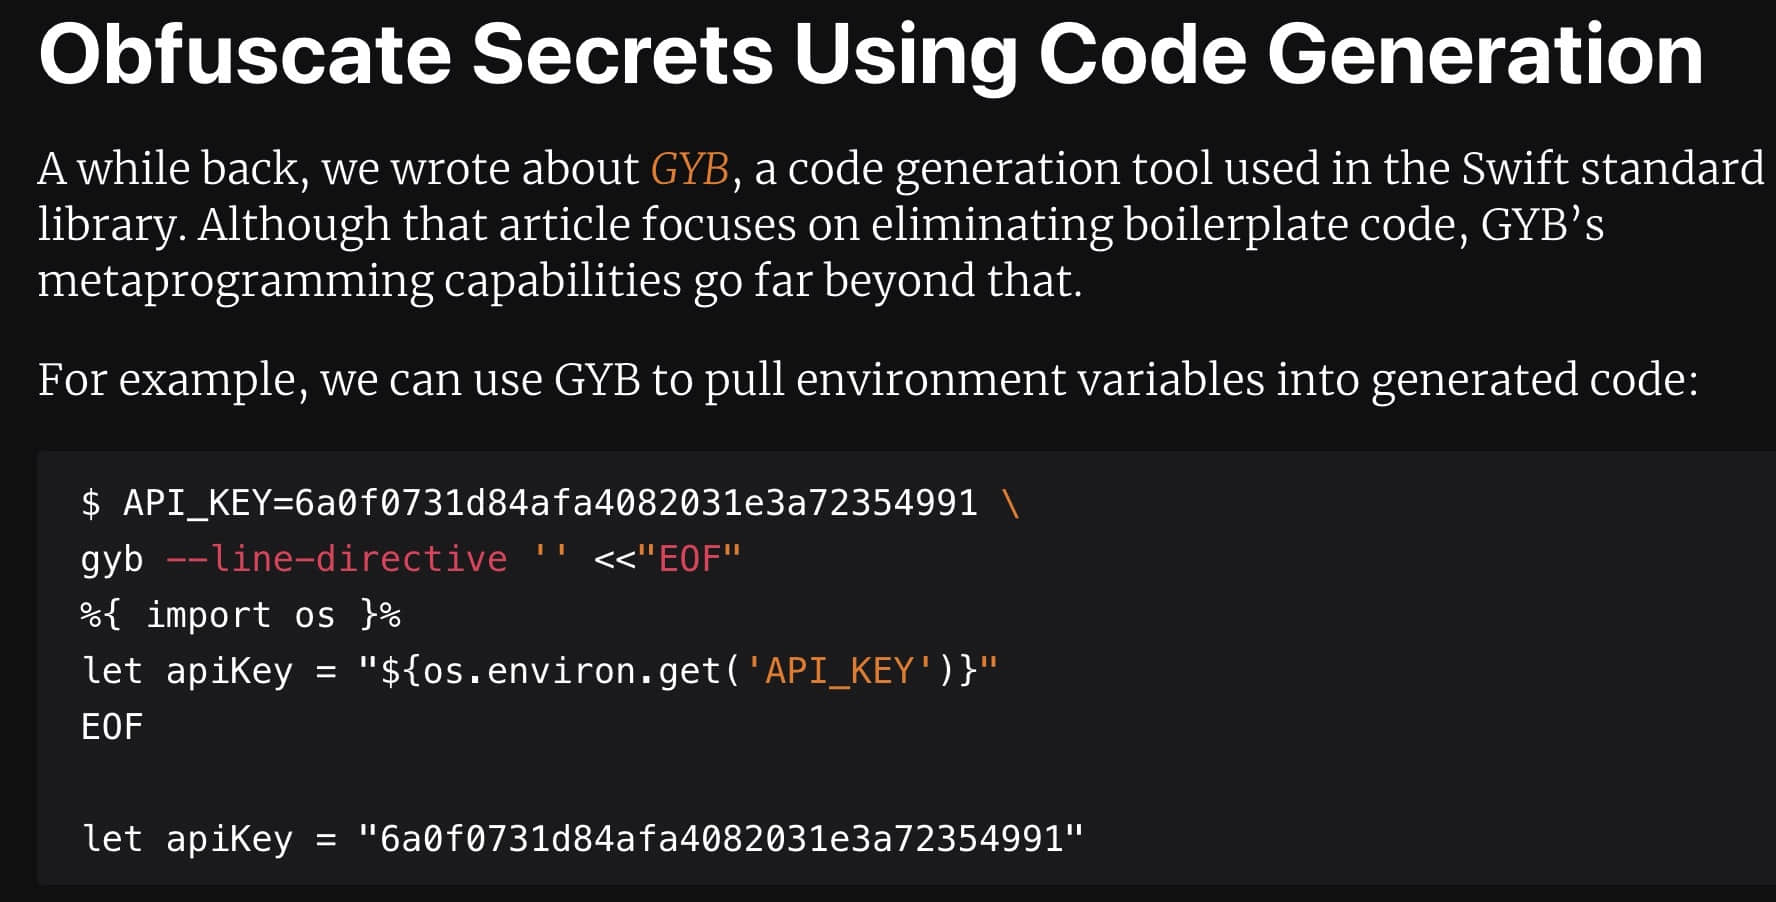 Obfuscate Secrets Using Code Generation
A while back, we wrote about GYB, a code generation tool used in the Swift standard
library. Although that article focuses on eliminating boilerplate code, GYB’s
metaprogramming capabilities go far beyond that.
For example, we can use GYB to pull environment variables into generated code:
$ API_KEY=6a0f0731d84afa4082031e3a72354991 \
gyb --line-directive '' <<"EOF"
%{ import os }%
let apiKey = "${os.environ.get('API_KEY')}"
EOF
let apiKey = "6a0f0731d84afa4082031e3a72354991"